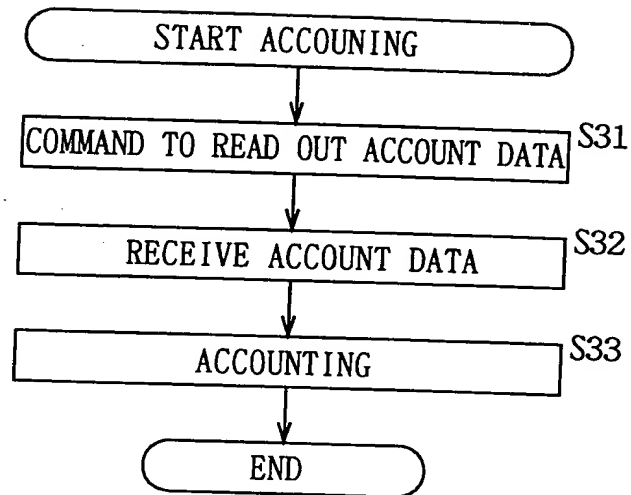 START ACCOUNING
COMMAND TO READ OUT ACCOUNT DATA S31
RECEIVE ACCOUNT DATA S32
ACCOUNTING S33
END